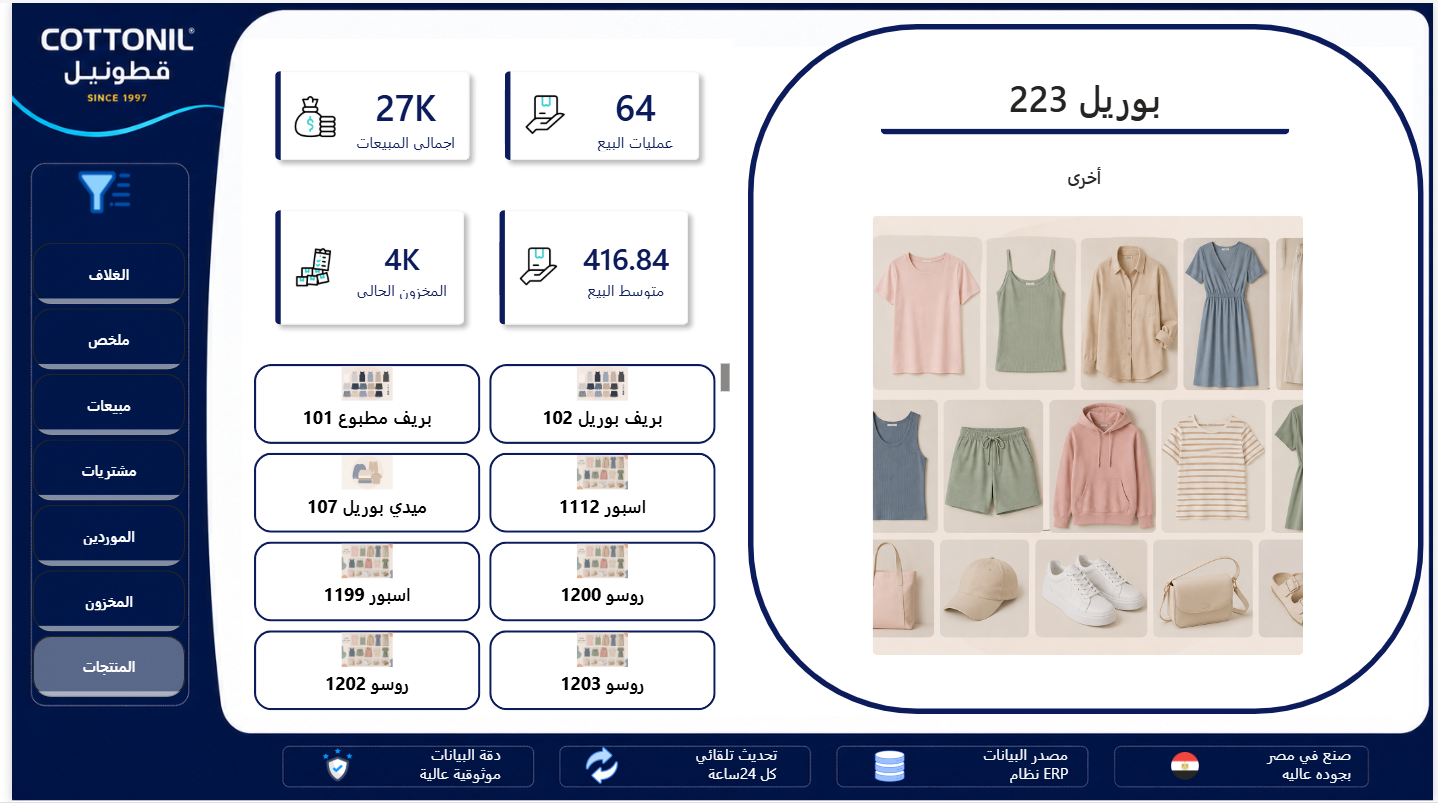 COTTONIL®
قطونيل
SINCE 1997
الغلاف
ملخص
مبيعات
مشتريات
الموردين
المخزون
المنتجات
27K
اجمالي المبيعات
64
عمليات البيع
4K
المخزون الحالي
416.84
متوسط البيع
بريف مطبوع 101
بريف بوريل 102
ميدي بوريل 107
اسبور 1112
اسبور 1199
روسو 1200
روسو 1202
روسو 1203
بوريل 223
أخرى
صنع في مصر
بجوده عاليه
مصدر البيانات
نظام ERP
تحديث تلقائي
كل 24ساعة
دقة البيانات
موثوقية عالية